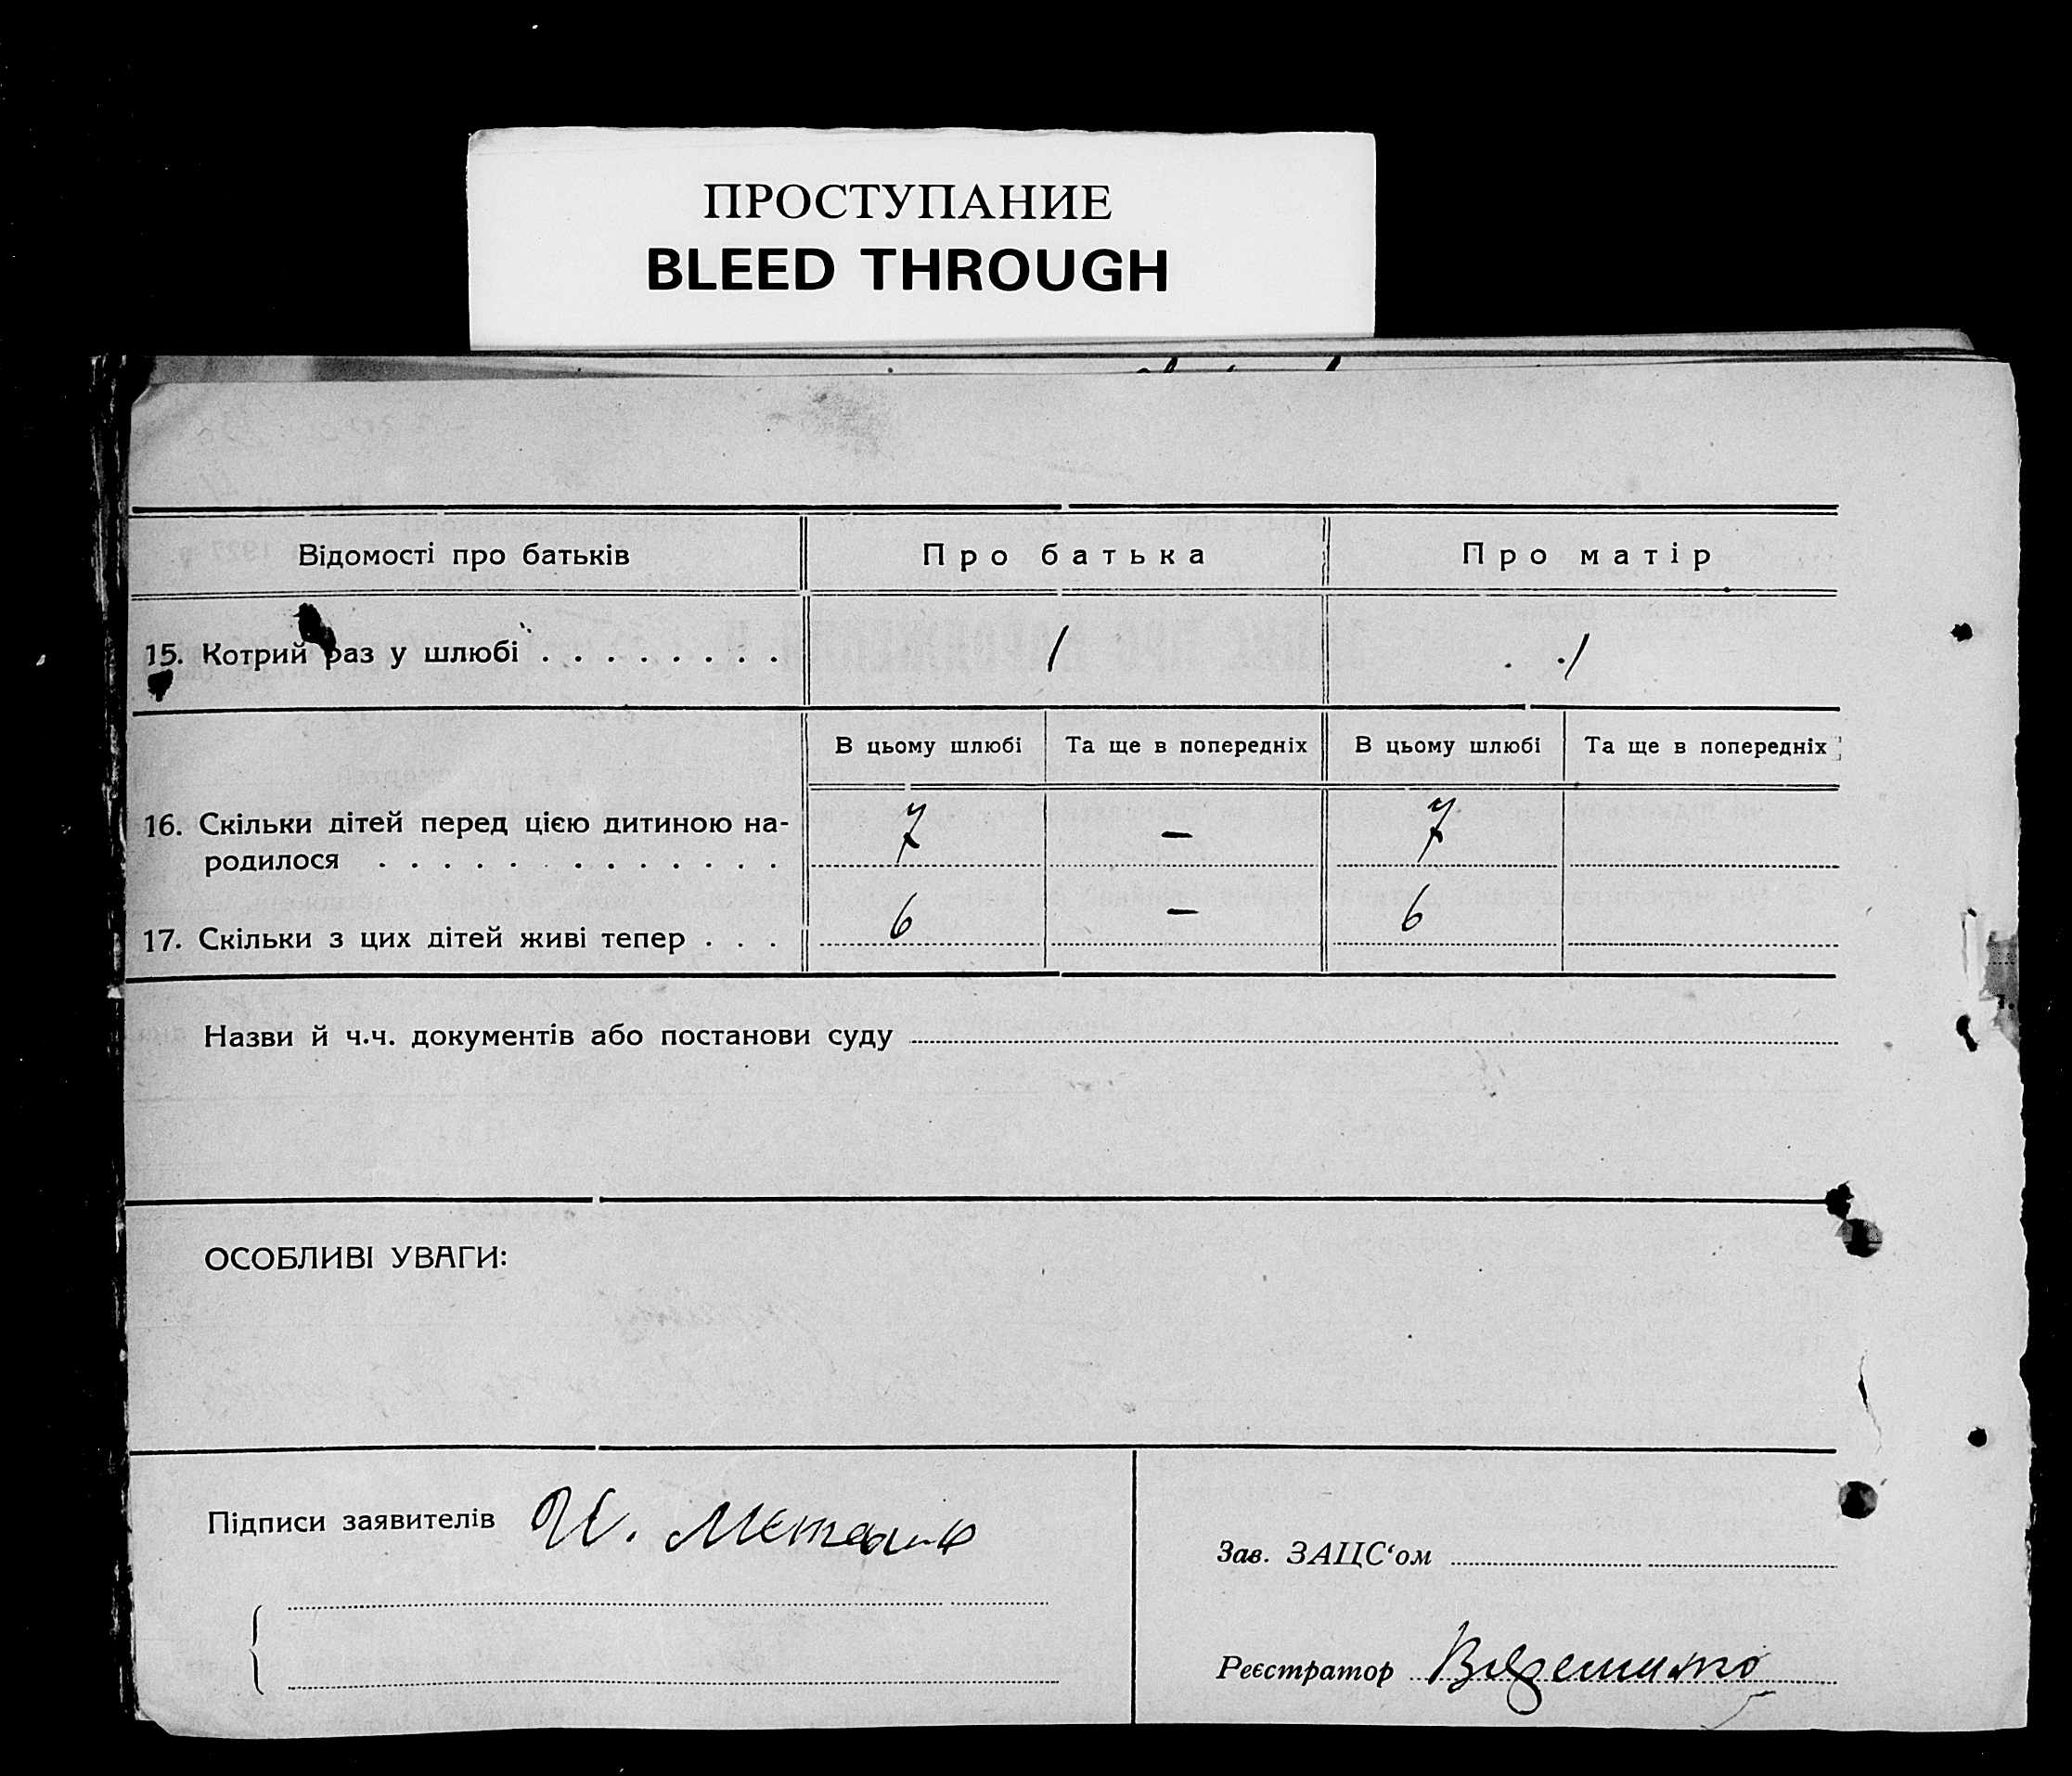 ПРОСТУПАНИЕ
BLEED THROUGH
Відомості про батьків
Про батька
Про матір
15. Котрий раз у шлюбі . . . . . . . .
1
1
В цьому шлюбі
Та ще в попередніх
В цьому шлюбі
Та ще в попередніх
16. Скільки дітей перед цією дитиною на-
родилося . . . . . . . . . . . . .
7
—
7
17. Скільки з цих дітей живі тепер . . .
6
—
6
Назви й ч.ч. документів або постанови суду
ОСОБЛИВІ УВАГИ:
Підписи заявителів
Зав. ЗАЦС‘ом
Реєстратор